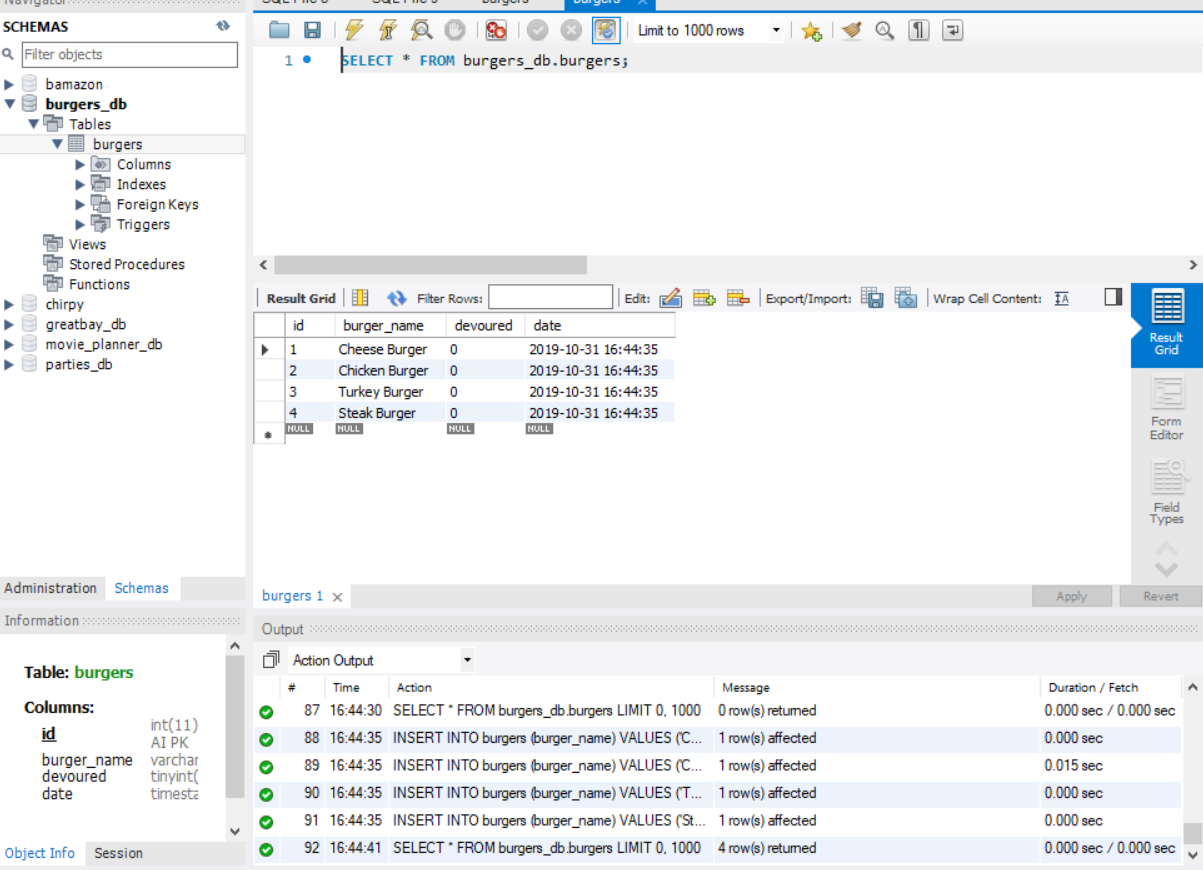 Navigator
SCHEMAS
Filter objects
bamazon
burgers_db
Tables
burgers
Columns
Indexes
Foreign Keys
Triggers
Views
Stored Procedures
Functions
chirpy
greatbay_db
movie_planner_db
parties_db
Administration Schemas
Information
Table: burgers
Columns:
id int(11)
AI PK
burger_name varchar
devoured tinyint(
date timesta
Object Info Session
burgers burgers
Limit to 1000 rows
1 SELECT * FROM burgers_db.burgers;
Result Grid Filter Rows: Edit: Export/Import: Wrap Cell Content:
id burger_name devoured date
1 Cheese Burger 0 2019-10-31 16:44:35
2 Chicken Burger 0 2019-10-31 16:44:35
3 Turkey Burger 0 2019-10-31 16:44:35
4 Steak Burger 0 2019-10-31 16:44:35
NULL NULL NULL NULL
Result
Grid
Form
Editor
Field
Types
burgers 1 Apply Revert
Output
Action Output
# Time Action Message Duration / Fetch
87 16:44:30 SELECT * FROM burgers_db.burgers LIMIT 0, 1000 0 row(s) returned 0.000 sec / 0.000 sec
88 16:44:35 INSERT INTO burgers (burger_name) VALUES ('C... 1 row(s) affected 0.000 sec
89 16:44:35 INSERT INTO burgers (burger_name) VALUES ('C... 1 row(s) affected 0.015 sec
90 16:44:35 INSERT INTO burgers (burger_name) VALUES ('T... 1 row(s) affected 0.000 sec
91 16:44:35 INSERT INTO burgers (burger_name) VALUES ('St... 1 row(s) affected 0.000 sec
92 16:44:41 SELECT * FROM burgers_db.burgers LIMIT 0, 1000 4 row(s) returned 0.000 sec / 0.000 sec